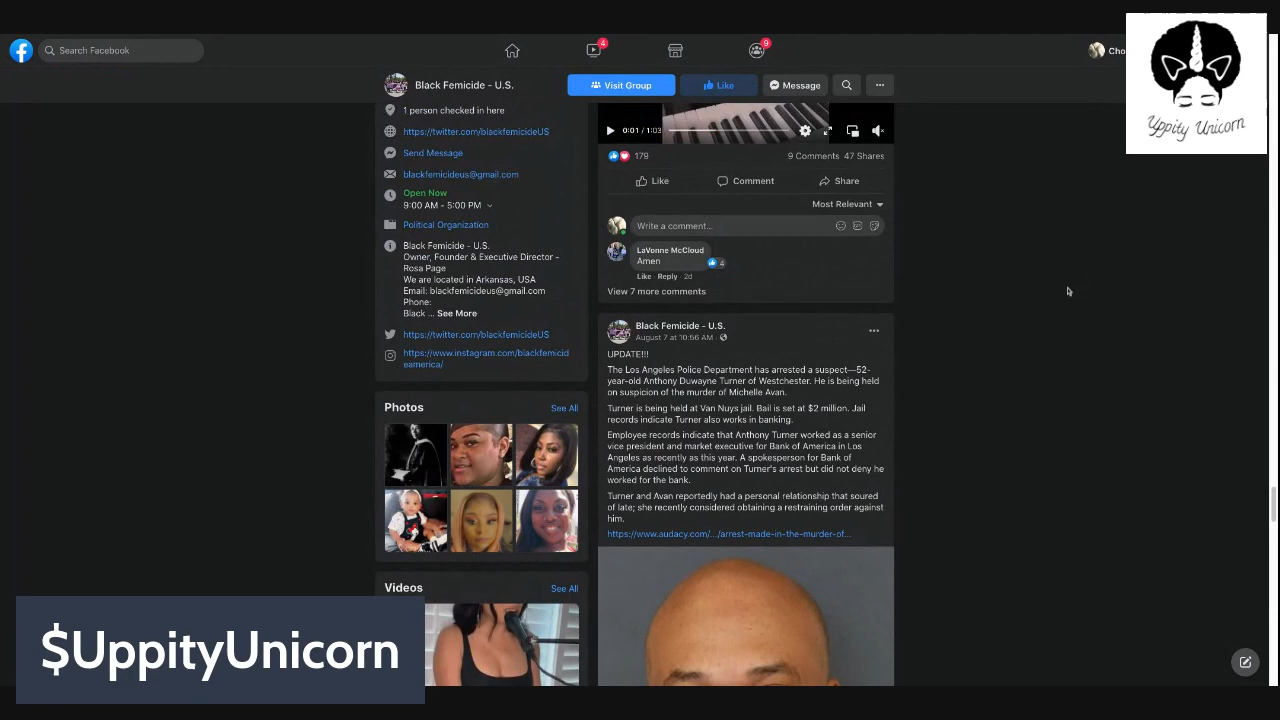 Search Facebook
4
9
Cho
Uppity Unicorn
Black Femicide - U.S.
Visit Group
Like
Message
1 person checked in here
https://twitter.com/blackfemicideUS
Send Message
blackfemicideus@gmail.com
Open Now
9:00 AM - 5:00 PM
Political Organization
Black Femicide - U.S.
Owner, Founder & Executive Director -
Rosa Page
We are located in Arkansas, USA
Email: blackfemicideus@gmail.com
Phone:
Black ... See More
https://twitter.com/blackfemicideUS
https://www.instagram.com/blackfemicid
eamerica/
Photos
See All
Videos
See All
0:01 / 1:03
179
9 Comments 47 Shares
Like
Comment
Share
Most Relevant
Write a comment...
LaVonne McCloud
Amen
4
Like · Reply · 2d
View 7 more comments
Black Femicide - U.S.
August 7 at 10:56 AM ·
UPDATE!!!
The Los Angeles Police Department has arrested a suspect—52-
year-old Anthony Duwayne Turner of Westchester. He is being held
on suspicion of the murder of Michelle Avan.
Turner is being held at Van Nuys jail. Bail is set at $2 million. Jail
records indicate Turner also works in banking.
Employee records indicate that Anthony Turner worked as a senior
vice president and market executive for Bank of America in Los
Angeles as recently as this year. A spokesperson for Bank of
America declined to comment on Turner's arrest but did not deny he
worked for the bank.
Turner and Avan reportedly had a personal relationship that soured
of late; she recently considered obtaining a restraining order against
him.
https://www.audacy.com/.../arrest-made-in-the-murder-of...
$UppityUnicorn